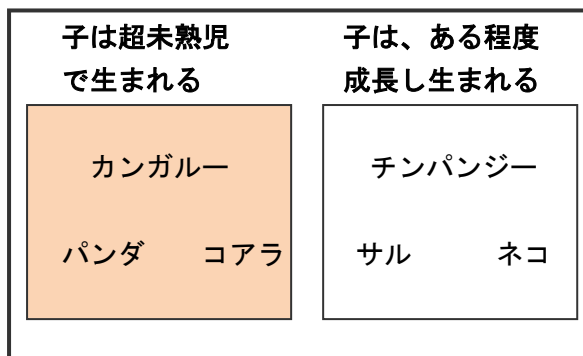 子は超未熟児
で生まれる
カンガルー
パンダ コアラ
子は、ある程度
成長し生まれる
チンパンジー
サル ネコ